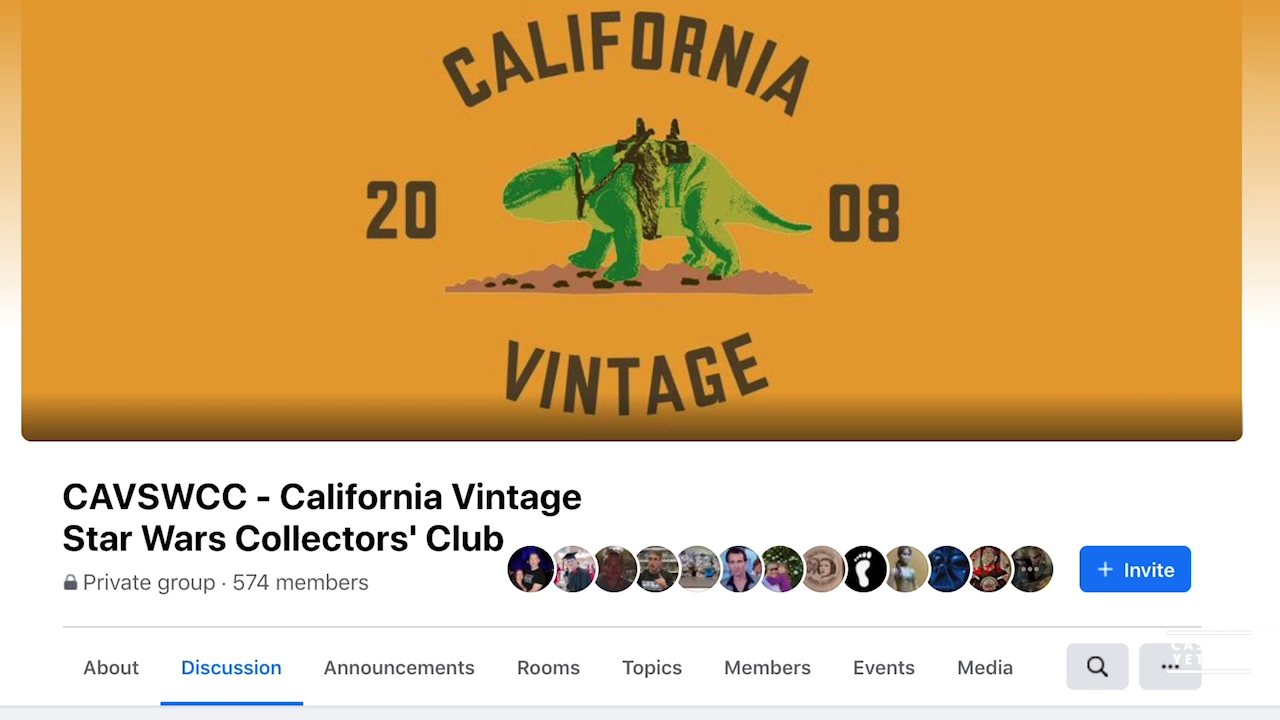 CALIFORNIA
20 08
VINTAGE
CAVSWCC - California Vintage
Star Wars Collectors' Club
Private group · 574 members
+ Invite
About Discussion Announcements Rooms Topics Members Events Media
YET